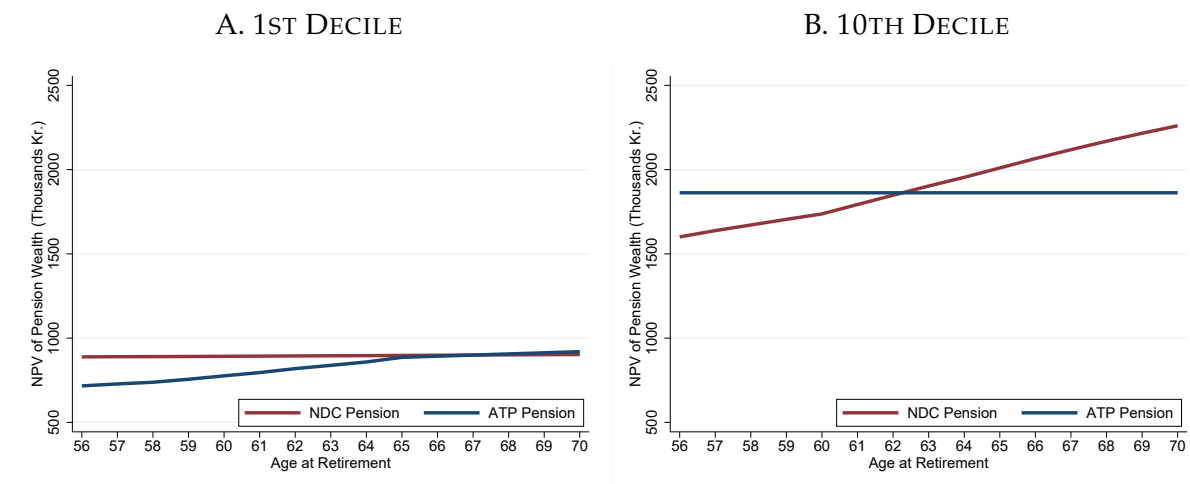 A. 1ST DECILE
NPV of Pension Wealth (Thousands Kr.)
2500
2000
1500
1000
500
NDC Pension ATP Pension
56 57 58 59 60 61 62 63 64 65 66 67 68 69 70
Age at Retirement
B. 10TH DECILE
NPV of Pension Wealth (Thousands Kr.)
2500
2000
1500
1000
500
NDC Pension ATP Pension
56 57 58 59 60 61 62 63 64 65 66 67 68 69 70
Age at Retirement